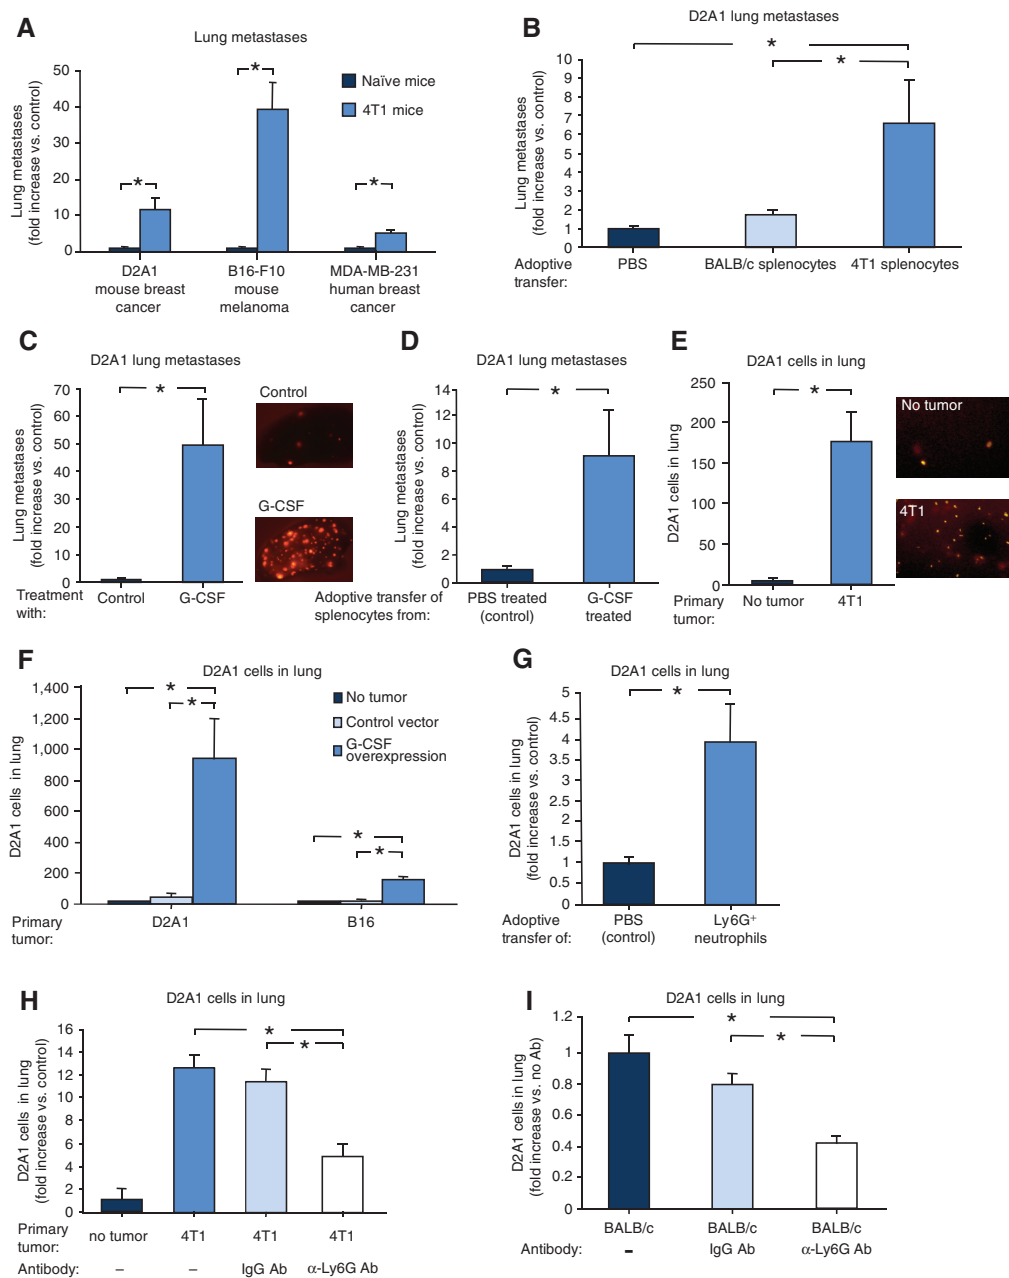 A
Lung metastases
Lung metastases
(fold increase vs. control)
50
40
30
20
10
0
*
*
*
Naïve mice
4T1 mice
D2A1
mouse breast
cancer
B16-F10
mouse
melanoma
MDA-MB-231
human breast
cancer
B
D2A1 lung metastases
Lung metastases
(fold increase vs. control)
10
9
8
7
6
5
4
3
2
1
0
*
*
Adoptive
transfer:
PBS
BALB/c splenocytes
4T1 splenocytes
C
D2A1 lung metastases
Lung metastases
(fold increase vs. control)
70
60
50
40
30
20
10
0
*
Treatment
with:
Control
G-CSF
Control
G-CSF
D
D2A1 lung metastases
Lung metastases
(fold increase vs. control)
14
12
10
8
6
4
2
0
*
Adoptive transfer of
splenocytes from:
PBS treated
(control)
G-CSF
treated
E
D2A1 cells in lung
D2A1 cells in lung
250
200
150
100
50
0
*
Primary
tumor:
No tumor
4T1
No tumor
4T1
F
D2A1 cells in lung
D2A1 cells in lung
1,400
1,200
1,000
800
600
400
200
0
*
*
*
*
No tumor
Control vector
G-CSF
overexpression
Primary
tumor:
D2A1
B16
G
D2A1 cells in lung
D2A1 cells in lung
(fold increase vs. control)
5
4.5
4
3.5
3
2.5
2
1.5
1
0.5
0
*
Adoptive
transfer of:
PBS
(control)
Ly6G⁺
neutrophils
H
D2A1 cells in lung
D2A1 cells in lung
(fold increase vs. control)
16
14
12
10
8
6
4
2
0
*
*
Primary
tumor:
no tumor
4T1
4T1
4T1
Antibody:
–
–
IgG Ab
α-Ly6G Ab
I
D2A1 cells in lung
D2A1 cells in lung
(fold increase vs. no Ab)
1.2
1
0.8
0.6
0.4
0.2
0
*
*
BALB/c
BALB/c
BALB/c
Antibody:
–
IgG Ab
α-Ly6G Ab